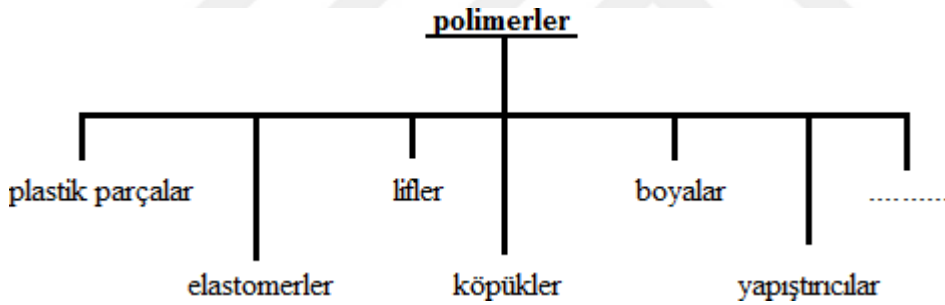 polimerler
plastik parçalar
lifler
boyalar
..........
elastomerler
köpükler
yapıştırıcılar